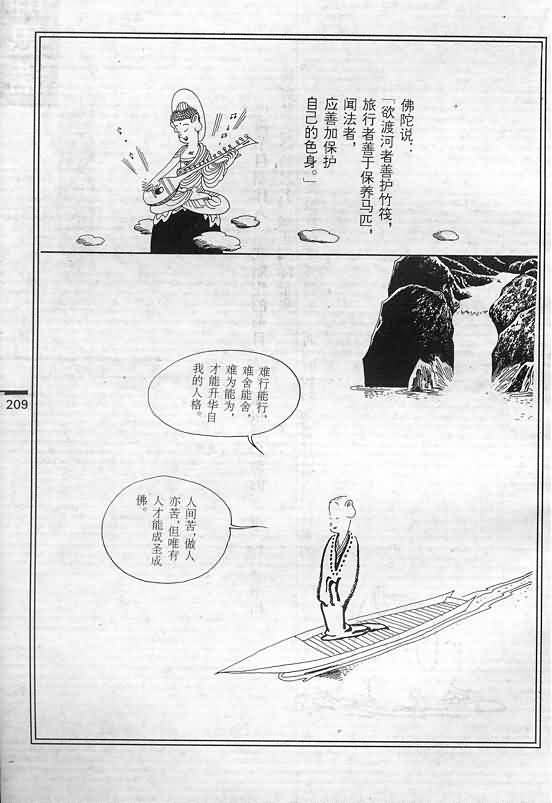 佛陀说：
「欲渡河者善护竹筏，
旅行者善于保养马匹，
闻法者，
应善加保护
自己的色身。」
难行能行，
难舍能舍，
难为能为，
才能升华自
我的人格。
人间苦，做人
亦苦，但唯有
人才能成圣成
佛。
209